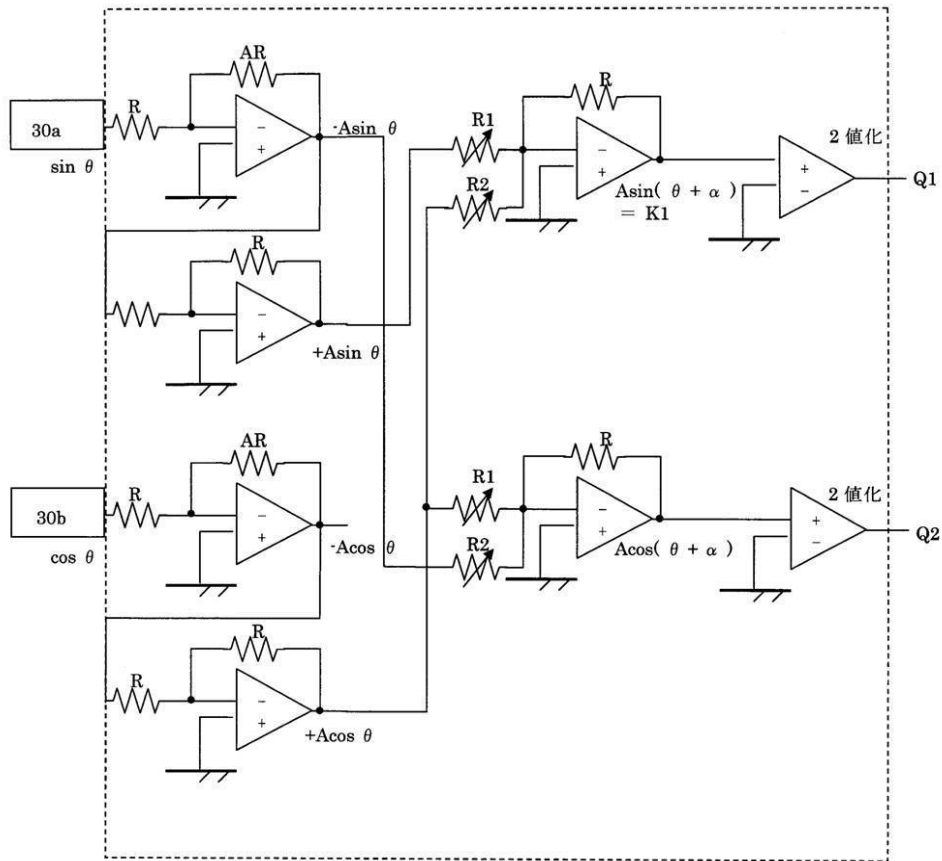 AR
R
30a
sin θ
−
+
-Asin θ
R
−
+
+Asin θ
AR
R
30b
cos θ
−
+
-Acos θ
R
R
−
+
+Acos θ
R1
R2
R
−
+
Asin( θ + α )
= K1
2 値化
+
−
Q1
R1
R2
R
−
+
Acos( θ + α )
2 値化
+
−
Q2